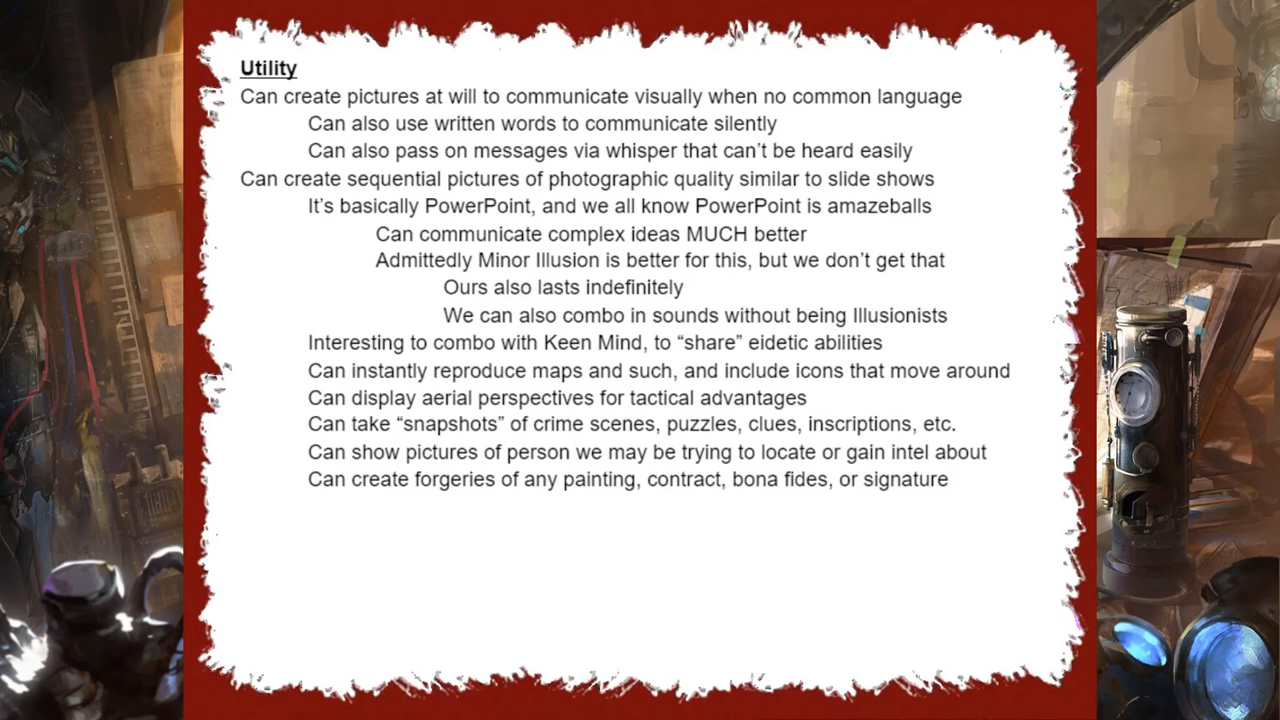 Utility
Can create pictures at will to communicate visually when no common language
Can also use written words to communicate silently
Can also pass on messages via whisper that can’t be heard easily
Can create sequential pictures of photographic quality similar to slide shows
It’s basically PowerPoint, and we all know PowerPoint is amazeballs
Can communicate complex ideas MUCH better
Admittedly Minor Illusion is better for this, but we don’t get that
Ours also lasts indefinitely
We can also combo in sounds without being Illusionists
Interesting to combo with Keen Mind, to “share” eidetic abilities
Can instantly reproduce maps and such, and include icons that move around
Can display aerial perspectives for tactical advantages
Can take “snapshots” of crime scenes, puzzles, clues, inscriptions, etc.
Can show pictures of person we may be trying to locate or gain intel about
Can create forgeries of any painting, contract, bona fides, or signature